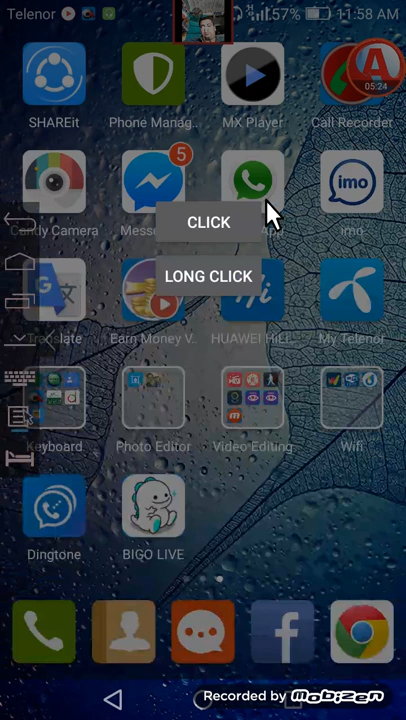 Telenor 57% 11:58 AM
A
05:24
SHAREit Phone Manag.. MX Player Call Recorder
5
imo
Candy Camera imo
CLICK
LONG CLICK
Translate Earn Money V.. HUAWEI HiLi.. My Telenor
Keyboard Photo Editor Video Editing Wifi
Dingtone BIGO LIVE
Recorded by mobizen